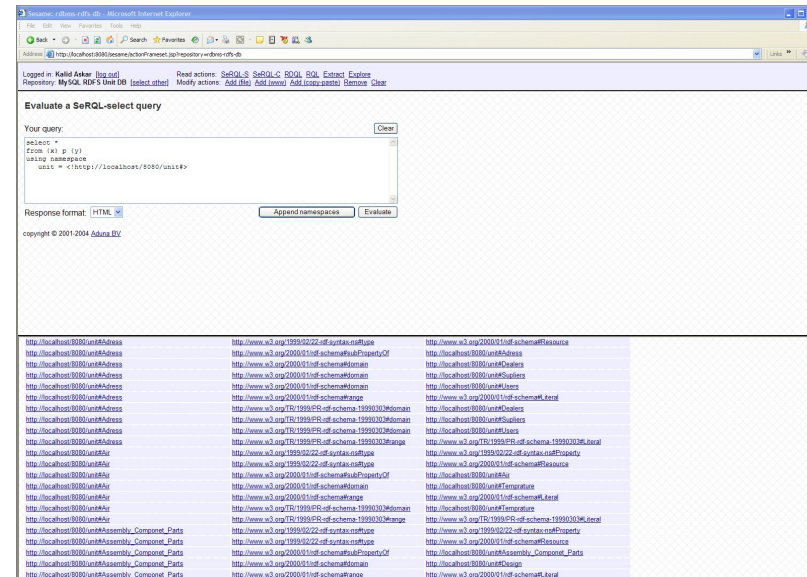 Sesame: rdbms-rdfs-db - Microsoft Internet Explorer
File Edit View Favorites Tools Help
Back Search Favorites
Address http://localhost:8080/sesame/actionFrameset.jsp?repository=rdbms-rdfs-db Links »
Logged in: Kalid Askar [log out] Read actions: SeRQL-S SeRQL-C RDQL RQL Extract Explore
Repository: MySQL RDFS Unit DB [select other] Modify actions: Add (file) Add (www) Add (copy-paste) Remove Clear
Evaluate a SeRQL-select query
Your query: Clear
select *
from {x} p {y}
using namespace
unit = <!http://localhost/8080/unit#>
Response format: HTML Append namespaces Evaluate
copyright © 2001-2004 Aduna BV
http://localhost/8080/unit#Adress http://www.w3.org/1999/02/22-rdf-syntax-ns#type http://www.w3.org/2000/01/rdf-schema#Resource
http://localhost/8080/unit#Adress http://www.w3.org/2000/01/rdf-schema#subPropertyOf http://localhost/8080/unit#Adress
http://localhost/8080/unit#Adress http://www.w3.org/2000/01/rdf-schema#domain http://localhost/8080/unit#Dealers
http://localhost/8080/unit#Adress http://www.w3.org/2000/01/rdf-schema#domain http://localhost/8080/unit#Supliers
http://localhost/8080/unit#Adress http://www.w3.org/2000/01/rdf-schema#domain http://localhost/8080/unit#Users
http://localhost/8080/unit#Adress http://www.w3.org/2000/01/rdf-schema#range http://www.w3.org/2000/01/rdf-schema#Literal
http://localhost/8080/unit#Adress http://www.w3.org/TR/1999/PR-rdf-schema-19990303#domain http://localhost/8080/unit#Dealers
http://localhost/8080/unit#Adress http://www.w3.org/TR/1999/PR-rdf-schema-19990303#domain http://localhost/8080/unit#Supliers
http://localhost/8080/unit#Adress http://www.w3.org/TR/1999/PR-rdf-schema-19990303#domain http://localhost/8080/unit#Users
http://localhost/8080/unit#Adress http://www.w3.org/TR/1999/PR-rdf-schema-19990303#range http://www.w3.org/TR/1999/PR-rdf-schema-19990303#Literal
http://localhost/8080/unit#Air http://www.w3.org/1999/02/22-rdf-syntax-ns#type http://www.w3.org/1999/02/22-rdf-syntax-ns#Property
http://localhost/8080/unit#Air http://www.w3.org/1999/02/22-rdf-syntax-ns#type http://www.w3.org/2000/01/rdf-schema#Resource
http://localhost/8080/unit#Air http://www.w3.org/2000/01/rdf-schema#subPropertyOf http://localhost/8080/unit#Air
http://localhost/8080/unit#Air http://www.w3.org/2000/01/rdf-schema#domain http://localhost/8080/unit#Temprature
http://localhost/8080/unit#Air http://www.w3.org/2000/01/rdf-schema#range http://www.w3.org/2000/01/rdf-schema#Literal
http://localhost/8080/unit#Air http://www.w3.org/TR/1999/PR-rdf-schema-19990303#domain http://localhost/8080/unit#Temprature
http://localhost/8080/unit#Air http://www.w3.org/TR/1999/PR-rdf-schema-19990303#range http://www.w3.org/TR/1999/PR-rdf-schema-19990303#Literal
http://localhost/8080/unit#Assembly_Componet_Parts http://www.w3.org/1999/02/22-rdf-syntax-ns#type http://www.w3.org/1999/02/22-rdf-syntax-ns#Property
http://localhost/8080/unit#Assembly_Componet_Parts http://www.w3.org/1999/02/22-rdf-syntax-ns#type http://www.w3.org/2000/01/rdf-schema#Resource
http://localhost/8080/unit#Assembly_Componet_Parts http://www.w3.org/2000/01/rdf-schema#subPropertyOf http://localhost/8080/unit#Assembly_Componet_Parts
http://localhost/8080/unit#Assembly_Componet_Parts http://www.w3.org/2000/01/rdf-schema#domain http://localhost/8080/unit#Design
http://localhost/8080/unit#Assembly_Componet_Parts http://www.w3.org/2000/01/rdf-schema#range http://www.w3.org/2000/01/rdf-schema#Literal